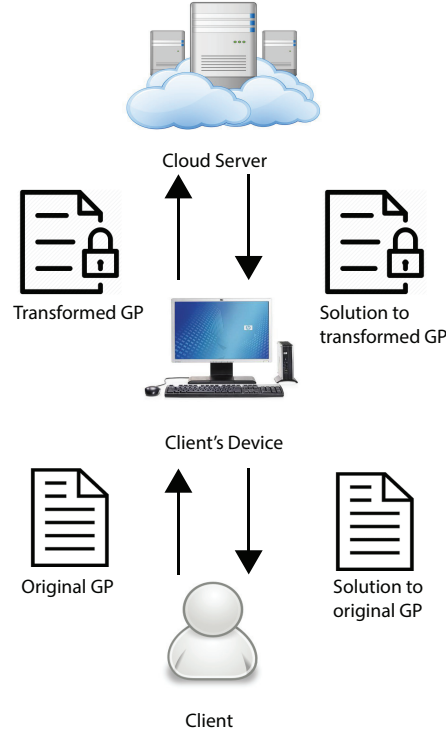 Cloud Server
Transformed GP
Solution to
transformed GP
Client's Device
Original GP
Solution to
original GP
Client